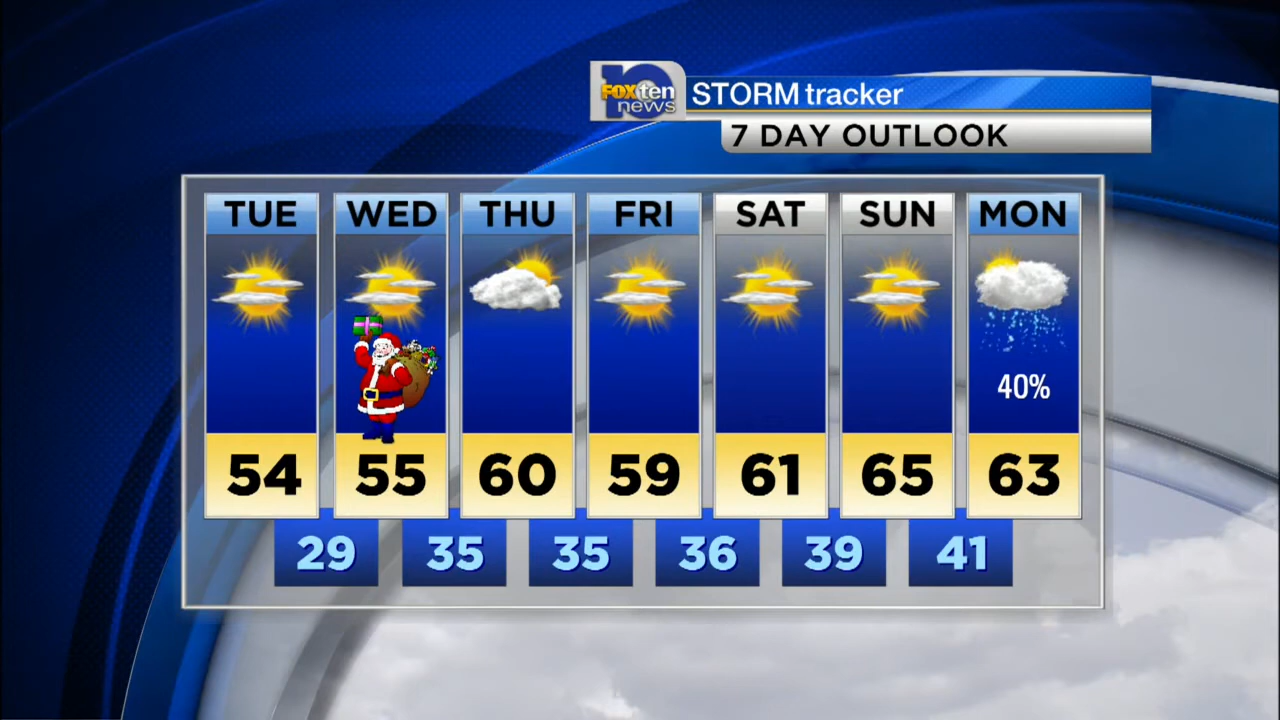 10
FOX ten
news
STORM tracker
7 DAY OUTLOOK
TUE WED THU FRI SAT SUN MON
40%
54 55 60 59 61 65 63
29 35 35 36 39 41